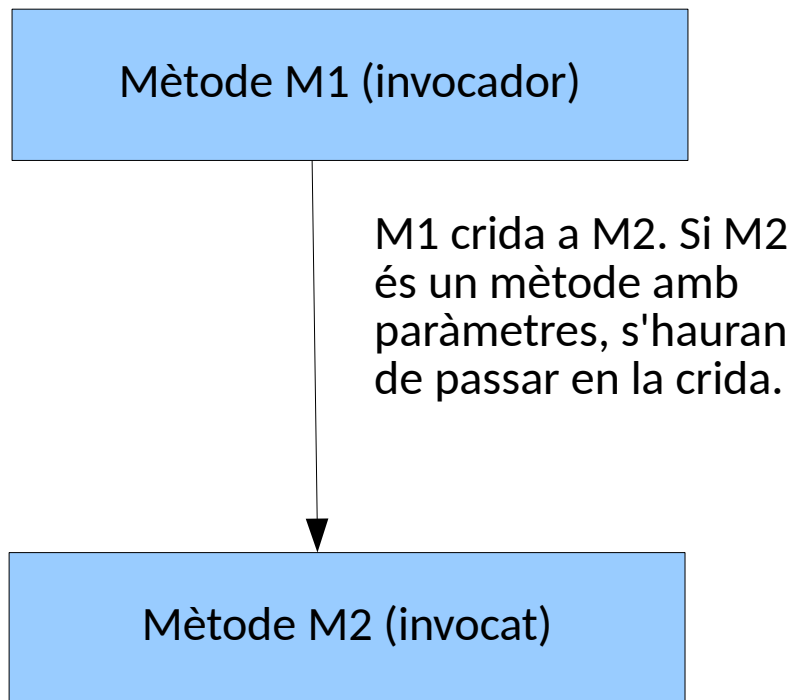 Mètode M1 (invocador)
M1 crida a M2. Si M2
és un mètode amb
paràmetres, s'hauran
de passar en la crida.
Mètode M2 (invocat)